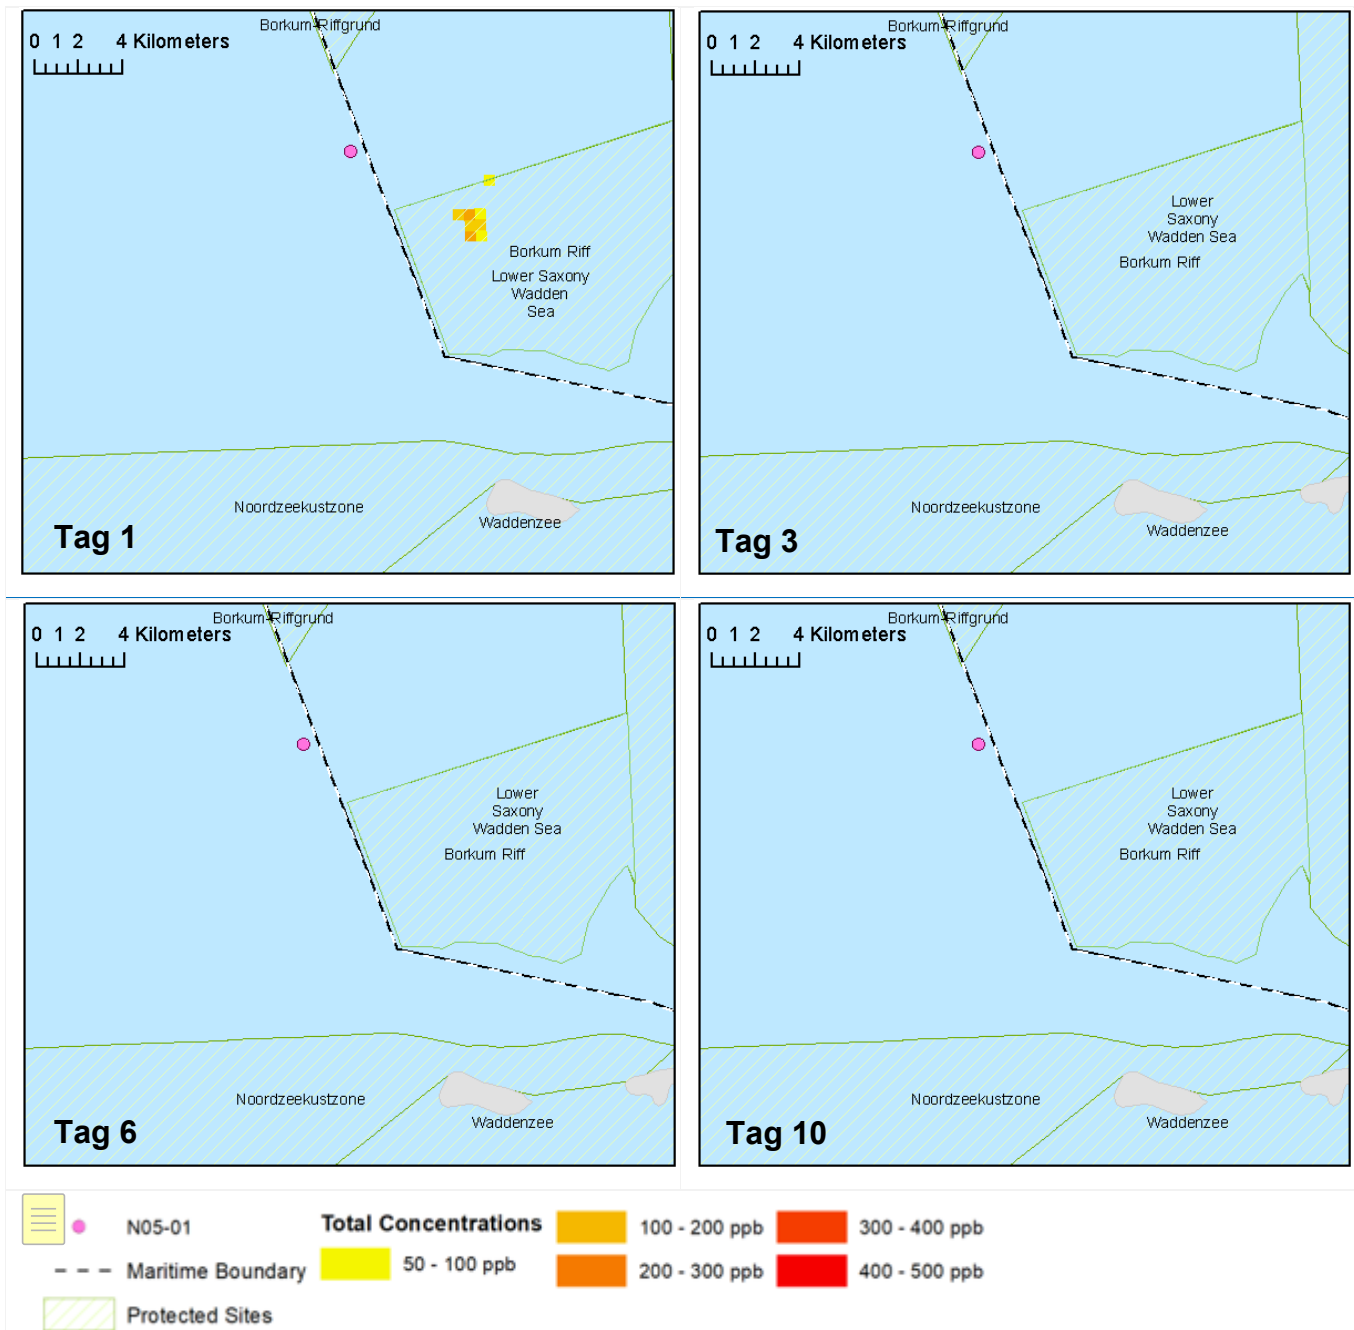 Borkum-Riffgrund
0 1 2 4 Kilometers
Borkum Riff
Lower Saxony
Wadden
Sea
Noordzeekustzone
Waddenzee
Tag 1
Borkum-Riffgrund
0 1 2 4 Kilometers
Lower
Saxony
Wadden Sea
Borkum Riff
Noordzeekustzone
Waddenzee
Tag 3
Borkum-Riffgrund
0 1 2 4 Kilometers
Lower
Saxony
Wadden Sea
Borkum Riff
Noordzeekustzone
Waddenzee
Tag 6
Borkum-Riffgrund
0 1 2 4 Kilometers
Lower
Saxony
Wadden Sea
Borkum Riff
Noordzeekustzone
Waddenzee
Tag 10
N05-01
Maritime Boundary
Protected Sites
Total Concentrations
50 - 100 ppb
100 - 200 ppb
200 - 300 ppb
300 - 400 ppb
400 - 500 ppb